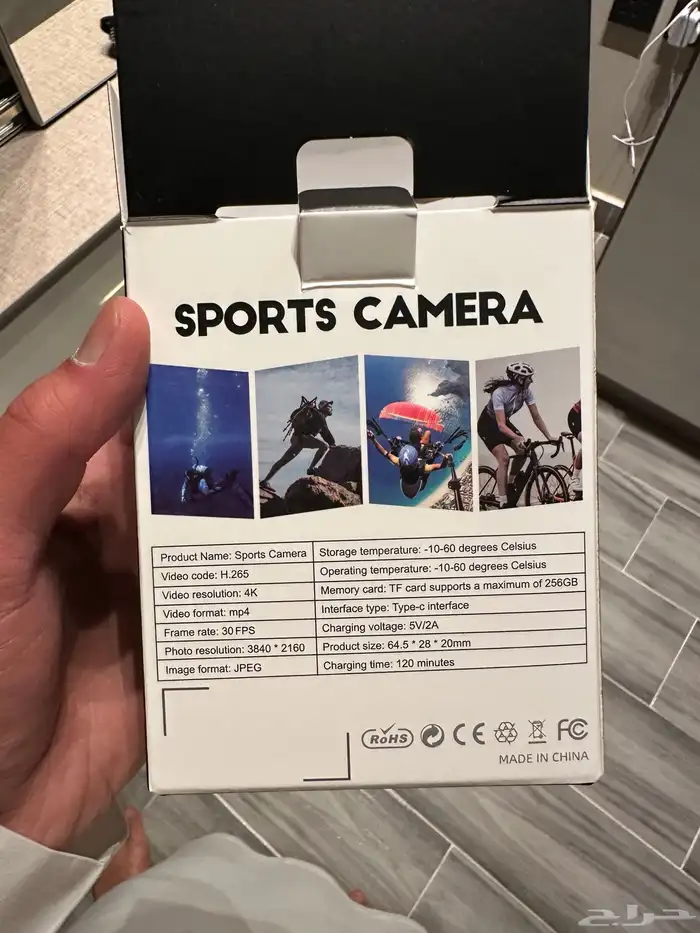 SPORTS CAMERA
Product Name: Sports Camera
Storage temperature: -10-60 degrees Celsius
Video code: H.265
Operating temperature: -10-60 degrees Celsius
Video resolution: 4K
Memory card: TF card supports a maximum of 256GB
Video format: mp4
Interface type: Type-c interface
Frame rate: 30FPS
Charging voltage: 5V/2A
Photo resolution: 3840 * 2160
Product size: 64.5 * 28 * 20mm
Image format: JPEG
Charging time: 120 minutes
RoHS CE FC
MADE IN CHINA
حراج